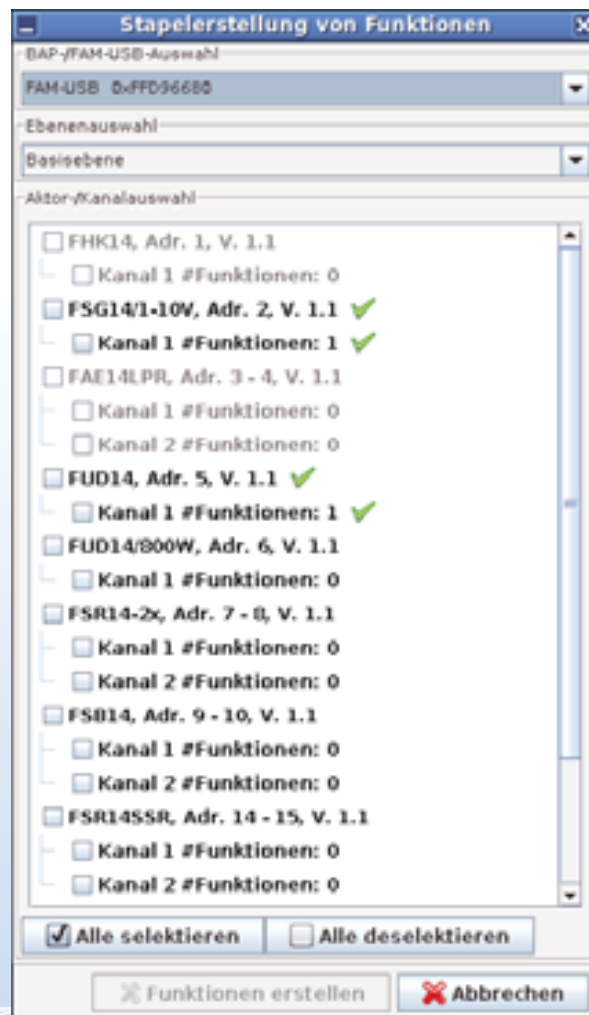 Stapelerstellung von Funktionen
BAP-/FAM-USB-Auswahl
FAM-USB 0xFFD96680
Ebenenauswahl
Basisebene
Aktor-/Kanalauswahl
FHK14, Adr. 1, V. 1.1
Kanal 1 #Funktionen: 0
FSG14/1-10V, Adr. 2, V. 1.1
Kanal 1 #Funktionen: 1
FAE14LPR, Adr. 3 - 4, V. 1.1
Kanal 1 #Funktionen: 0
Kanal 2 #Funktionen: 0
FUD14, Adr. 5, V. 1.1
Kanal 1 #Funktionen: 1
FUD14/800W, Adr. 6, V. 1.1
Kanal 1 #Funktionen: 0
FSR14-2x, Adr. 7 - 8, V. 1.1
Kanal 1 #Funktionen: 0
Kanal 2 #Funktionen: 0
FSB14, Adr. 9 - 10, V. 1.1
Kanal 1 #Funktionen: 0
Kanal 2 #Funktionen: 0
FSR14SSR, Adr. 14 - 15, V. 1.1
Kanal 1 #Funktionen: 0
Kanal 2 #Funktionen: 0
Alle selektieren
Alle deselektieren
Funktionen erstellen
Abbrechen